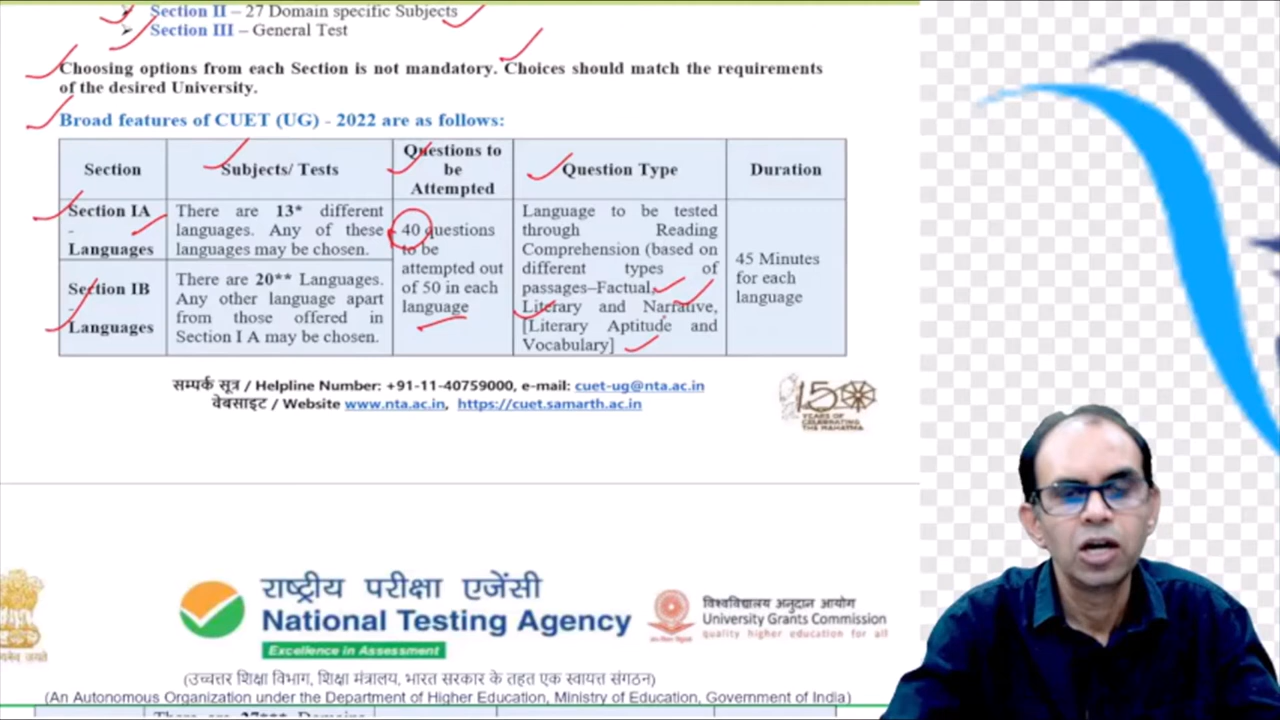 Section II – 27 Domain specific Subjects
Section III – General Test
Choosing options from each Section is not mandatory. Choices should match the requirements
of the desired University.
Broad features of CUET (UG) - 2022 are as follows:
Section
Subjects/ Tests
Questions to
be
Attempted
Question Type
Duration
Section IA
-
Languages
There are 13* different
languages. Any of these
languages may be chosen.
40 questions
to be
attempted out
of 50 in each
language
Language to be tested
through Reading
Comprehension (based on
different types of
passages–Factual,
Literary and Narrative,
[Literary Aptitude and
Vocabulary]
45 Minutes
for each
language
Section IB
-
Languages
There are 20** Languages.
Any other language apart
from those offered in
Section I A may be chosen.
सम्पर्क सूत्र / Helpline Number: +91-11-40759000, e-mail: cuet-ug@nta.ac.in
वेबसाइट / Website www.nta.ac.in, https://cuet.samarth.ac.in
150
YEARS OF
CELEBRATING
THE MAHATMA
राष्ट्रीय परीक्षा एजेंसी
National Testing Agency
Excellence in Assessment
विश्वविद्यालय अनुदान आयोग
University Grants Commission
quality higher education for all
(उच्चतर शिक्षा विभाग, शिक्षा मंत्रालय, भारत सरकार के तहत एक स्वायत्त संगठन)
(An Autonomous Organization under the Department of Higher Education, Ministry of Education, Government of India)
There are 27*** Domains